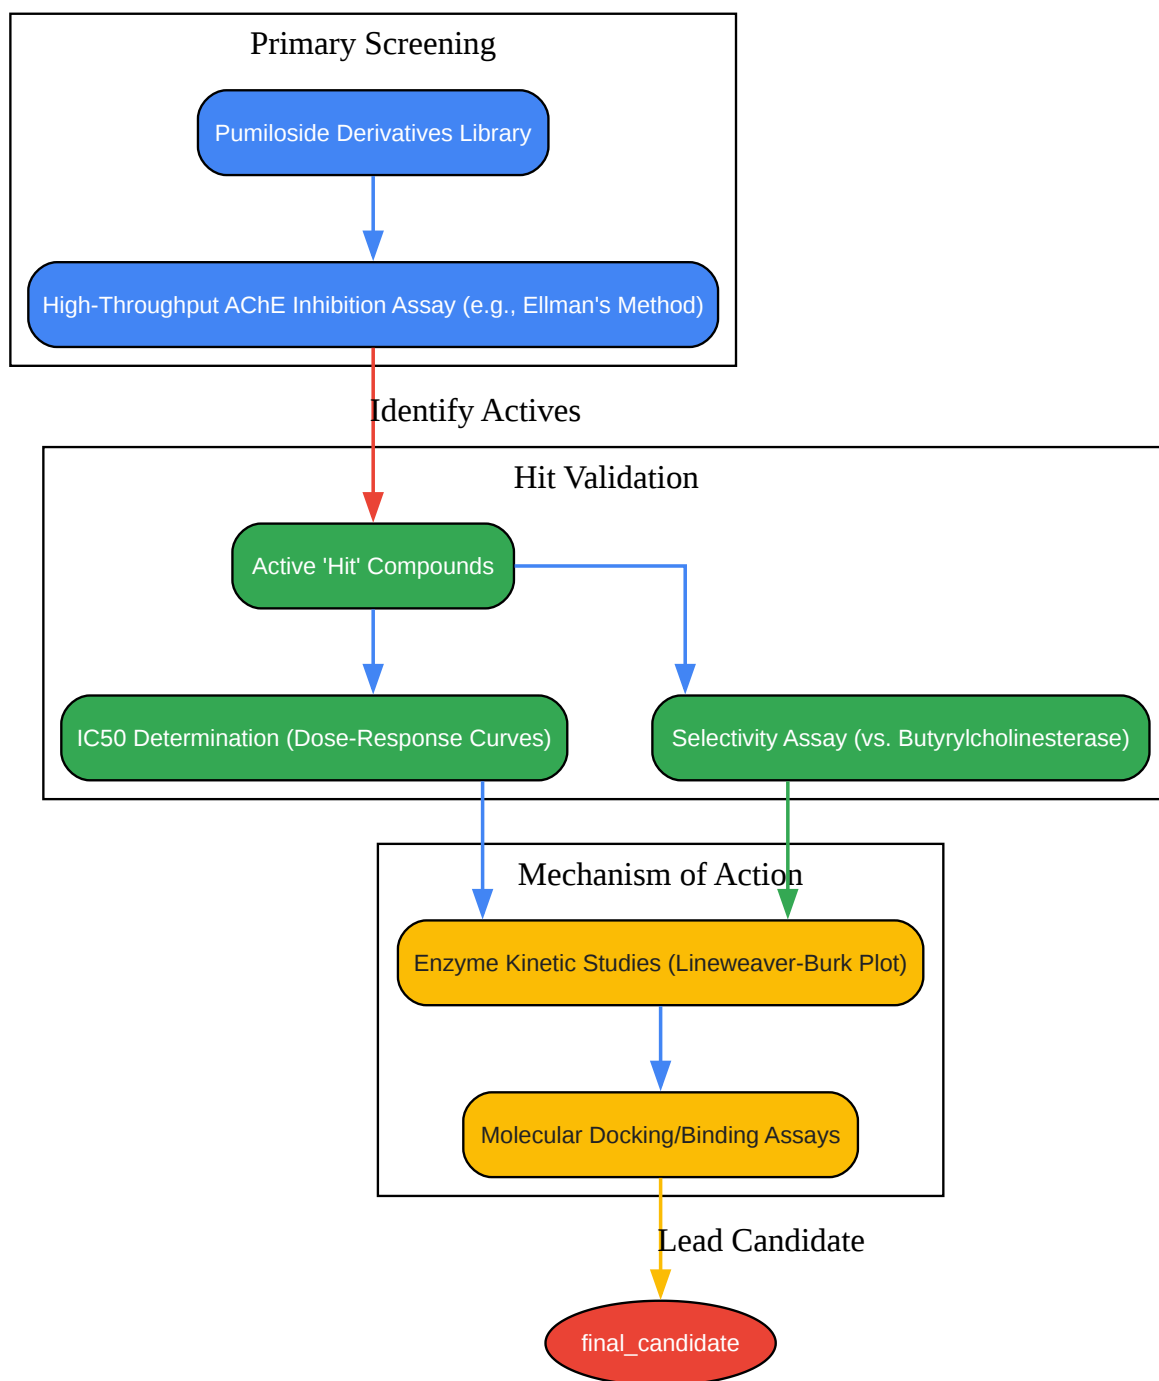 Primary Screening
Pumiloside Derivatives Library
High-Throughput AChE Inhibition Assay (e.g., Ellman's Method)
Identify Actives
Hit Validation
Active 'Hit' Compounds
IC50 Determination (Dose-Response Curves)
Selectivity Assay (vs. Butyrylcholinesterase)
Mechanism of Action
Enzyme Kinetic Studies (Lineweaver-Burk Plot)
Molecular Docking/Binding Assays
Lead Candidate
final_candidate